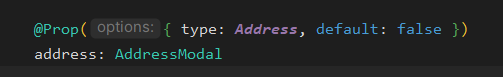 @Prop( options: { type: Address, default: false })
address: AddressModal